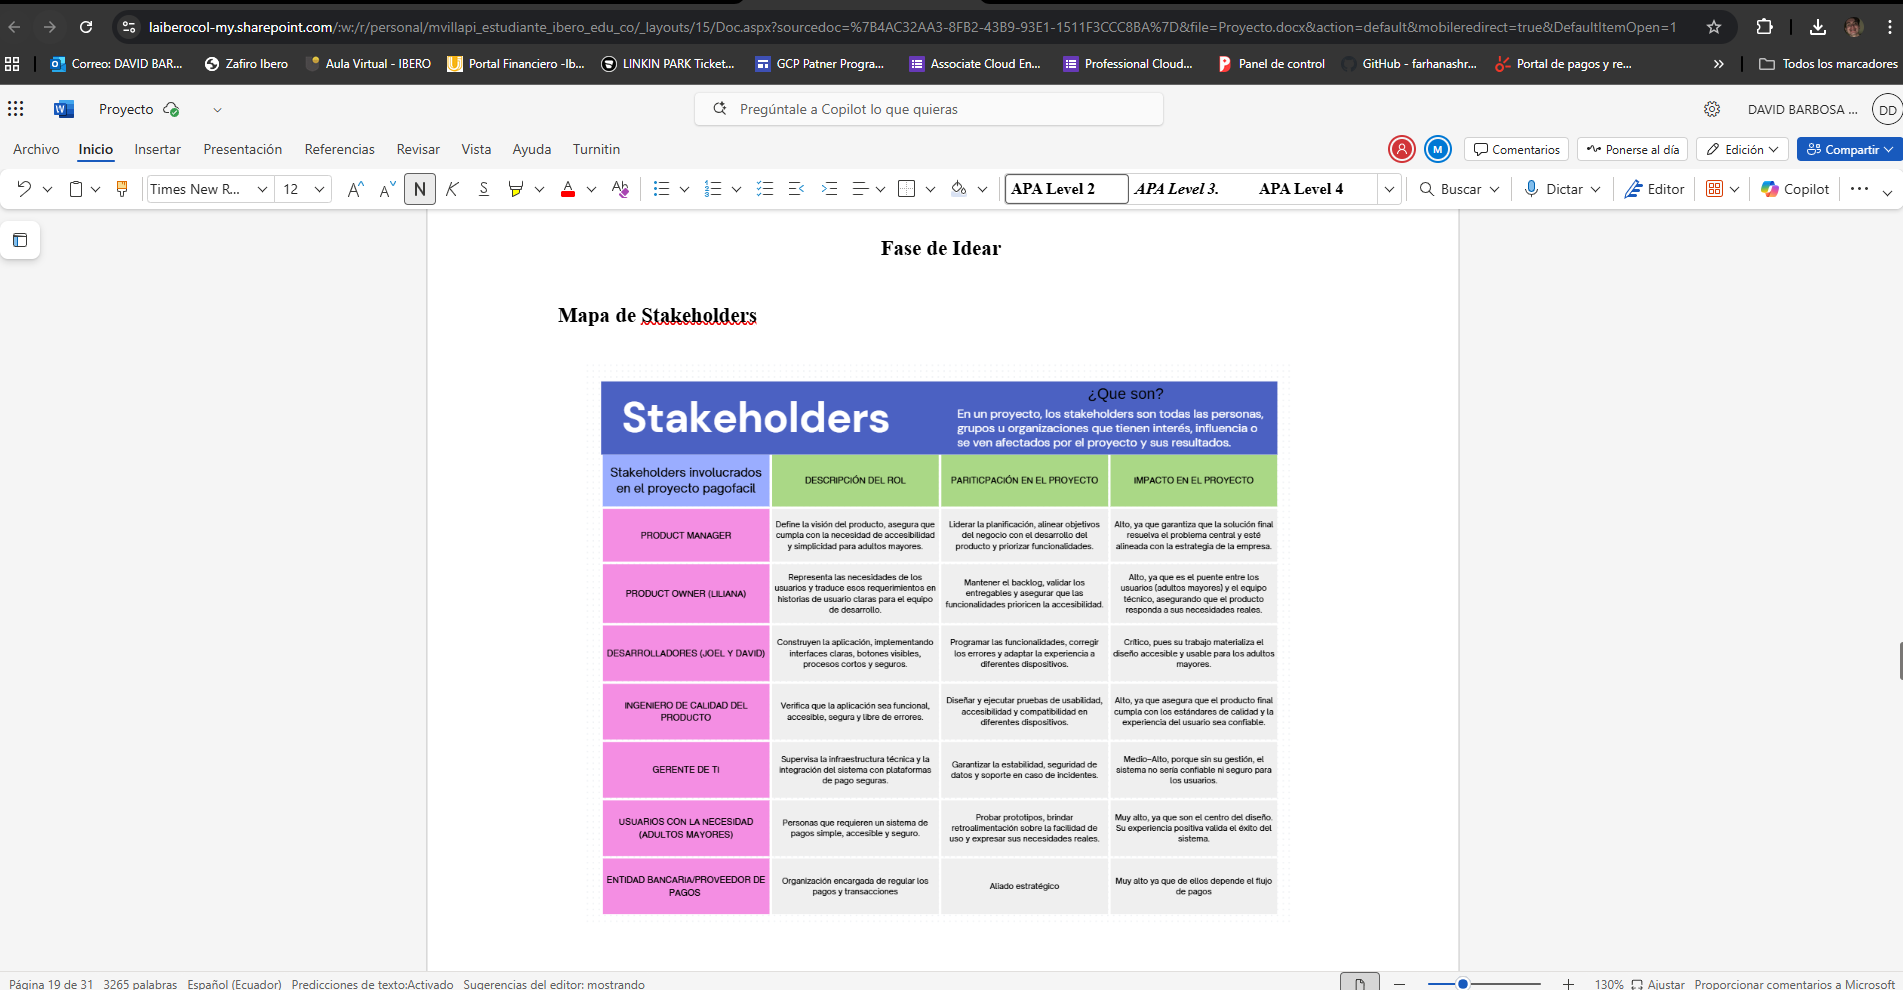 laiberocol-my.sharepoint.com/:w:/r/personal/mvillapi_estudiante_ibero_edu_co/_layouts/15/Doc.aspx?sourcedoc=%7B4AC32AA3-8FB2-43B9-93E1-1511F3CCC8BA%7D&file=Proyecto.docx&action=default&mobileredirect=true&DefaultItemOpen=1
Correo: DAVID BAR... Zafiro Ibero Aula Virtual - IBERO Portal Financiero -Ib... LINKIN PARK Ticket... GCP Patner Progra... Associate Cloud En... Professional Cloud... Panel de control GitHub - farhanashr... Portal de pagos y re... » Todos los marcadores
Proyecto Pregúntale a Copilot lo que quieras DAVID BARBOSA ... DD
Archivo Inicio Insertar Presentación Referencias Revisar Vista Ayuda Turnitin M Comentarios Ponerse al día Edición Compartir
Times New R... 12 A A N K S A Ab APA Level 2 APA Level 3. APA Level 4 Buscar Dictar Editor Copilot ...
Fase de Idear
Mapa de Stakeholders
Stakeholders
¿Que son?
En un proyecto, los stakeholders son todas las personas,
grupos u organizaciones que tienen interés, influencia o
se ven afectados por el proyecto y sus resultados.
Stakeholders involucrados
en el proyecto pagofacil
DESCRIPCIÓN DEL ROL
PARITICPACIÓN EN EL PROYECTO
IMPACTO EN EL PROYECTO
PRODUCT MANAGER
Define la visión del producto, asegura que
cumpla con la necesidad de accesibilidad
y simplicidad para adultos mayores.
Liderar la planificación, alinear objetivos
del negocio con el desarrollo del
producto y priorizar funcionalidades.
Alto, ya que garantiza que la solución final
resuelva el problema central y esté
alineada con la estrategia de la empresa.
PRODUCT OWNER (LILIANA)
Representa las necesidades de los
usuarios y traduce esos requerimientos en
historias de usuario claras para el equipo
de desarrollo.
Mantener el backlog, validar los
entregables y asegurar que las
funcionalidades prioricen la accesibilidad.
Alto, ya que es el puente entre los
usuarios (adultos mayores) y el equipo
técnico, asegurando que el producto
responda a sus necesidades reales.
DESARROLLADORES (JOEL Y DAVID)
Construyen la aplicación, implementando
interfaces claras, botones visibles,
procesos cortos y seguros.
Programar las funcionalidades, corregir
los errores y adaptar la experiencia a
diferentes dispositivos.
Crítico, pues su trabajo materializa el
diseño accesible y usable para los adultos
mayores.
INGENIERO DE CALIDAD DEL
PRODUCTO
Verifica que la aplicación sea funcional,
accesible, segura y libre de errores.
Diseñar y ejecutar pruebas de usabilidad,
accesibilidad y compatibilidad en
diferentes dispositivos.
Alto, ya que asegura que el producto final
cumpla con los estándares de calidad y la
experiencia del usuario sea confiable.
GERENTE DE TI
Supervisa la infraestructura técnica y la
integración del sistema con plataformas
de pago seguras.
Garantizar la estabilidad, seguridad de
datos y soporte en caso de incidentes.
Medio–Alto, porque sin su gestión, el
sistema no sería confiable ni seguro para
los usuarios.
USUARIOS CON LA NECESIDAD
(ADULTOS MAYORES)
Personas que requieren un sistema de
pagos simple, accesible y seguro.
Probar prototipos, brindar
retroalimentación sobre la facilidad de
uso y expresar sus necesidades reales.
Muy alto, ya que son el centro del diseño.
Su experiencia positiva valida el éxito del
sistema.
ENTIDAD BANCARIA/PROVEEDOR DE
PAGOS
Organización encargada de regular los
pagos y transacciones
Aliado estratégico
Muy alto ya que de ellos depende el flujo
de pagos
Página 19 de 31 3265 palabras Español (Ecuador) Predicciones de texto:Activado Sugerencias del editor: mostrando 130% Ajustar Proporcionar comentarios a Microsoft